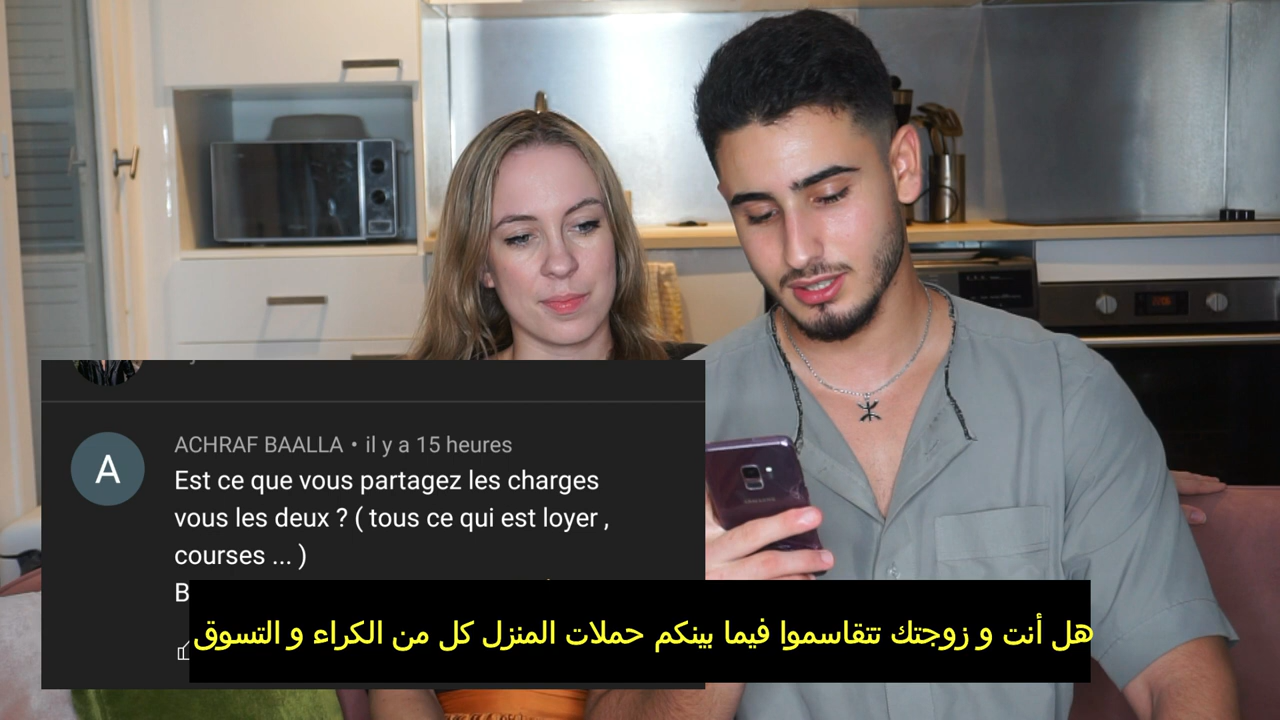 ACHRAF BAALLA • il y a 15 heures
A
Est ce que vous partagez les charges
vous les deux ? ( tous ce qui est loyer ,
courses ... )
B
هل أنت و زوجتك تتقاسموا فيما بينكم حملات المنزل كل من الكراء و التسوق
SAMSUNG